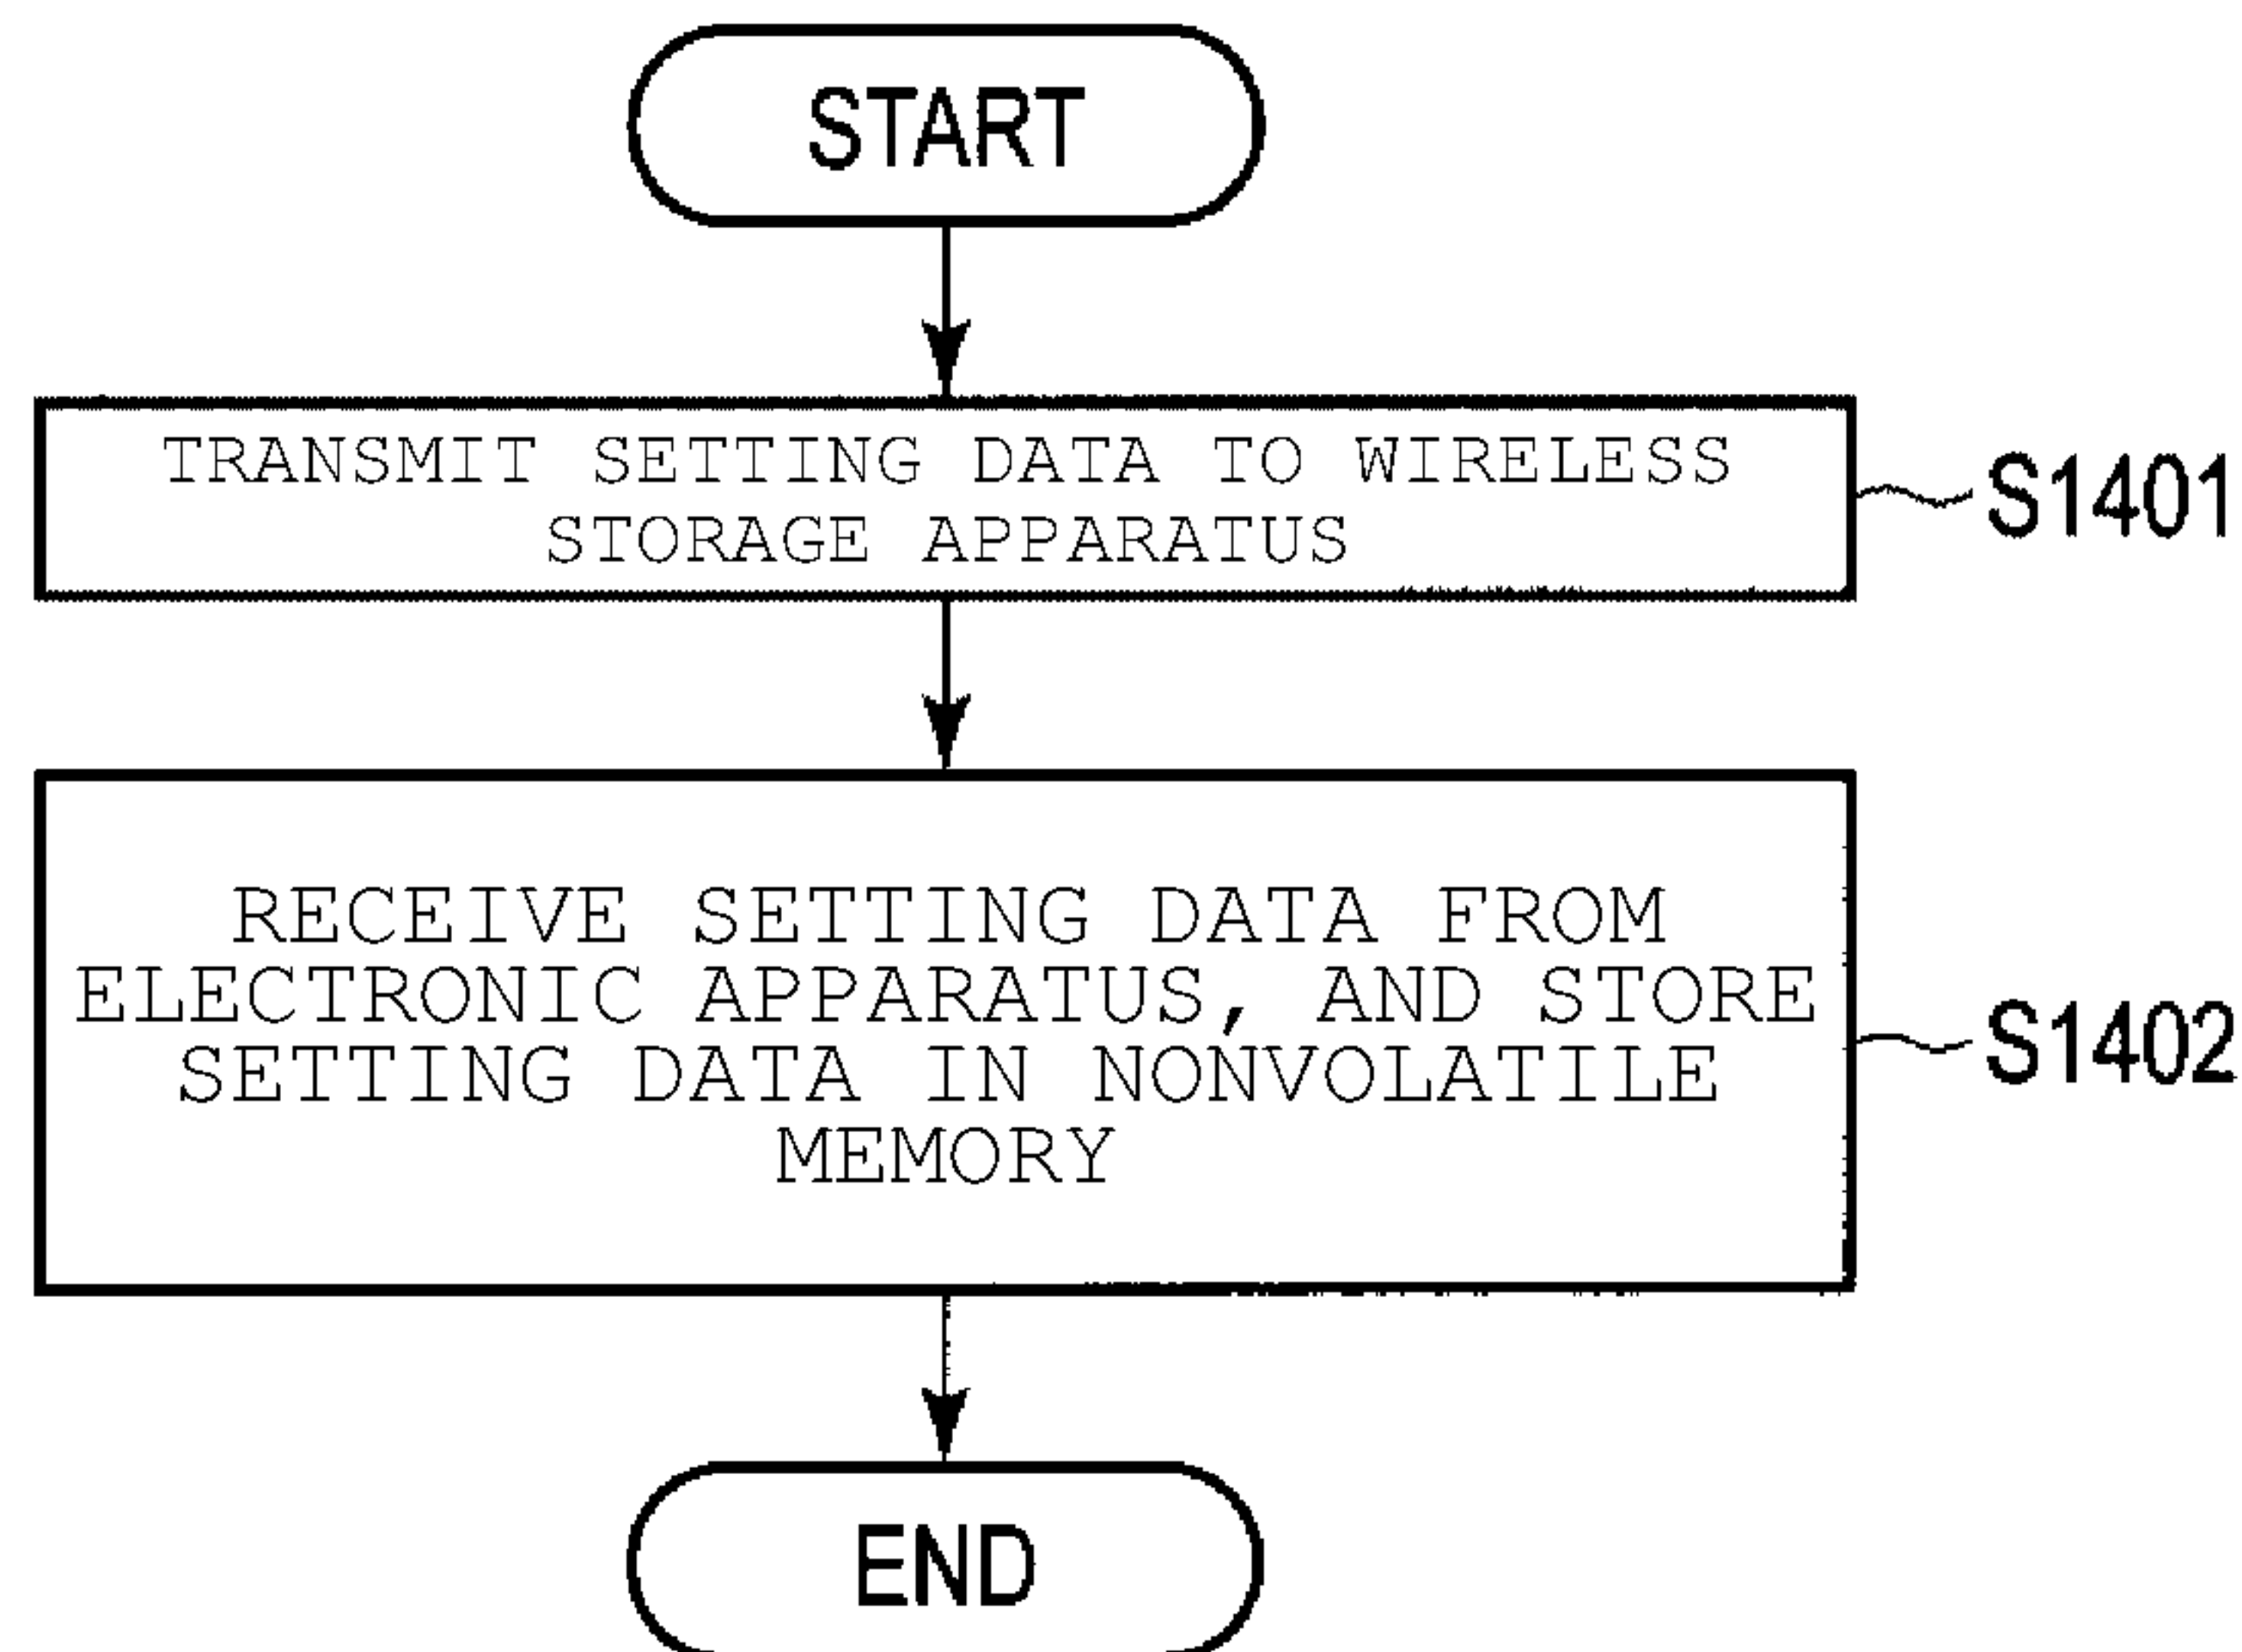 START
TRANSMIT SETTING DATA TO WIRELESS
STORAGE APPARATUS
S1401
RECEIVE SETTING DATA FROM
ELECTRONIC APPARATUS, AND STORE
SETTING DATA IN NONVOLATILE
MEMORY
S1402
END